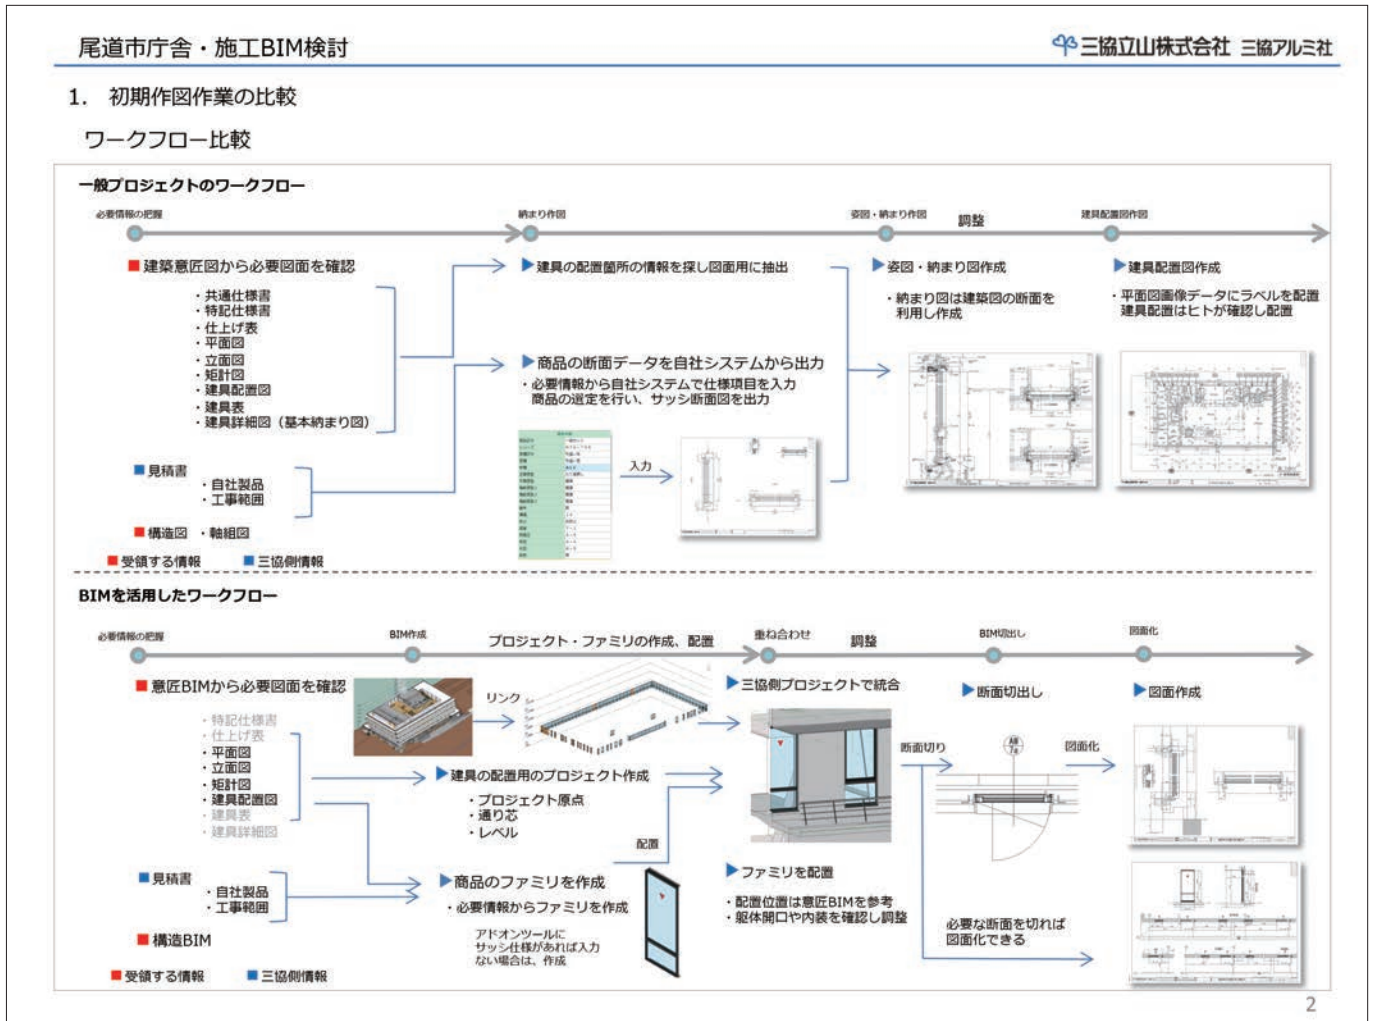 尾道市庁舎・施工BIM検討
三協立山株式会社 三協アルミ社
1. 初期作図作業の比較
ワークフロー比較
一般プロジェクトのワークフロー
必要情報の把握
納まり作図
姿図・納まり作図
調整
建具配置図作図
■建築意匠図から必要図面を確認
・共通仕様書
・特記仕様書
・仕上げ表
・平面図
・立面図
・矩計図
・建具配置図
・建具表
・建具詳細図（基本納まり図）
■見積書
・自社製品
・工事範囲
■構造図 ・軸組図
■受領する情報 ■三協側情報
▶建具の配置箇所の情報を探し図面用に抽出
▶商品の断面データを自社システムから出力
・必要情報から自社システムで仕様項目を入力
商品の選定を行い、サッシ断面図を出力
入力
▶姿図・納まり図作成
・納まり図は建築図の断面を
利用し作成
▶建具配置図作成
・平面図画像データにラベルを配置
建具配置はヒトが確認し配置
BIMを活用したワークフロー
必要情報の把握
BIM作成
プロジェクト・ファミリの作成、配置
重ね合わせ
調整
BIM切出し
図面化
■意匠BIMから必要図面を確認
・特記仕様書
・仕上げ表
・平面図
・立面図
・矩計図
・建具配置図
・建具表
・建具詳細図
■見積書
・自社製品
・工事範囲
■構造BIM
■受領する情報 ■三協側情報
リンク
▶建具の配置用のプロジェクト作成
・プロジェクト原点
・通り芯
・レベル
配置
▶商品のファミリを作成
・必要情報からファミリを作成
アドオンツールに
サッシ仕様があれば入力
ない場合は、作成
▶三協側プロジェクトで統合
▶ファミリを配置
・配置位置は意匠BIMを参考
・躯体開口や内装を確認し調整
断面切り
▶断面切出し
AW
7a
図面化
必要な断面を切れば
図面化できる
▶図面作成
2